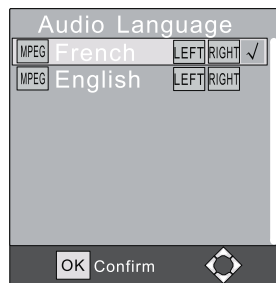 Audio Language
MPEG French LEFT RIGHT √
MPEG English LEFT RIGHT
OK Confirm